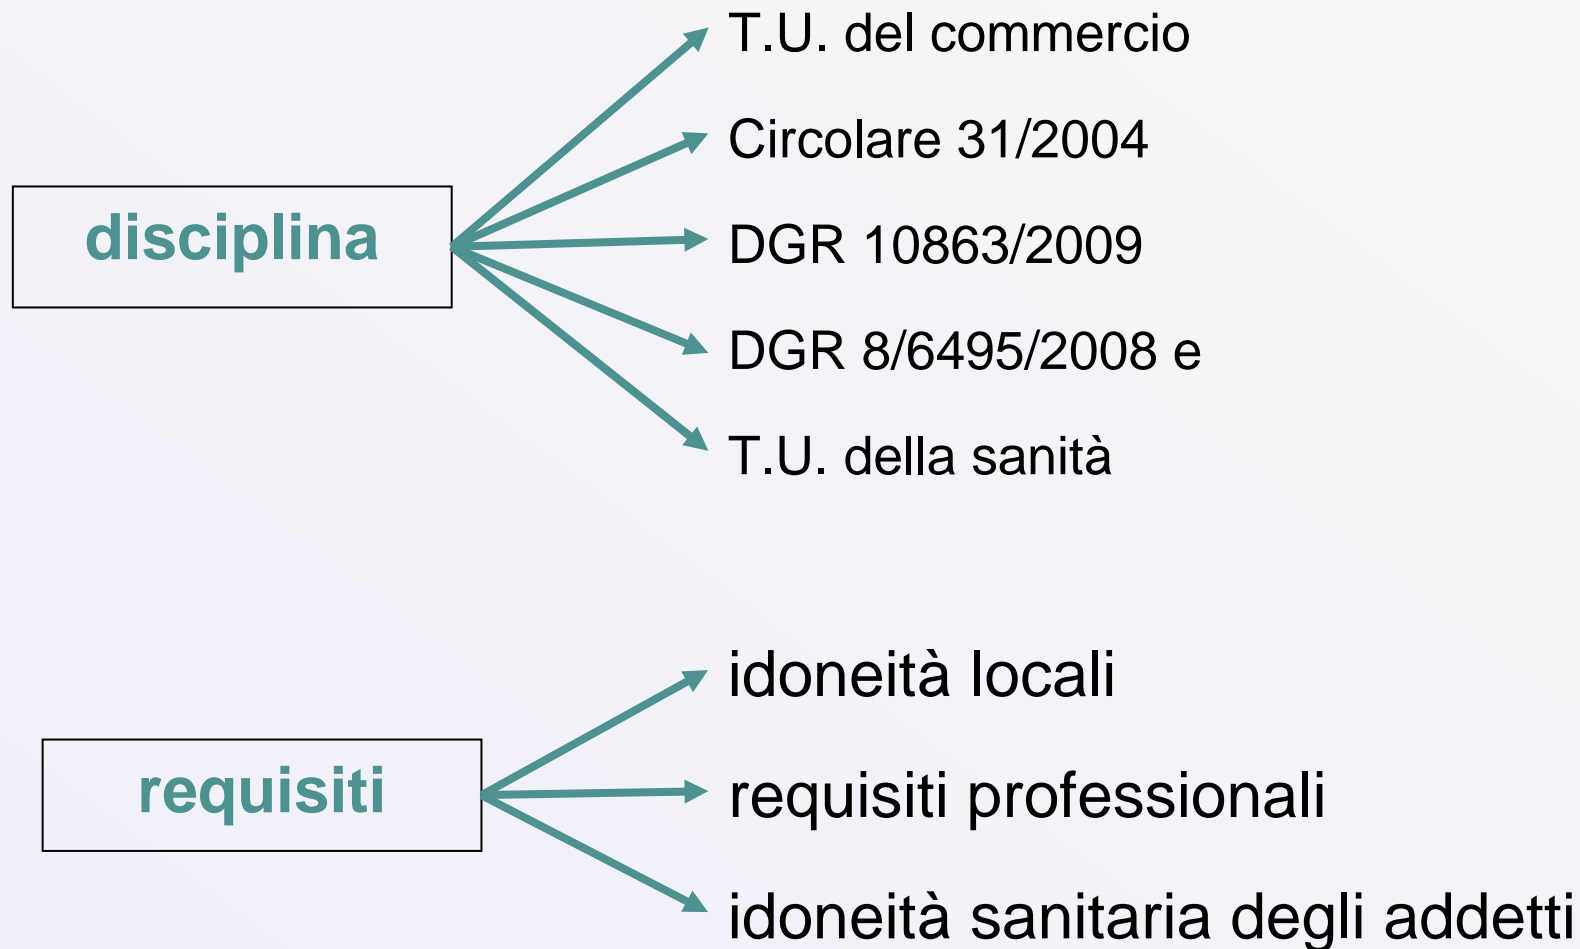 disciplina
T.U. del commercio
Circolare 31/2004
DGR 10863/2009
DGR 8/6495/2008 e
T.U. della sanità
requisiti
idoneità locali
requisiti professionali
idoneità sanitaria degli addetti